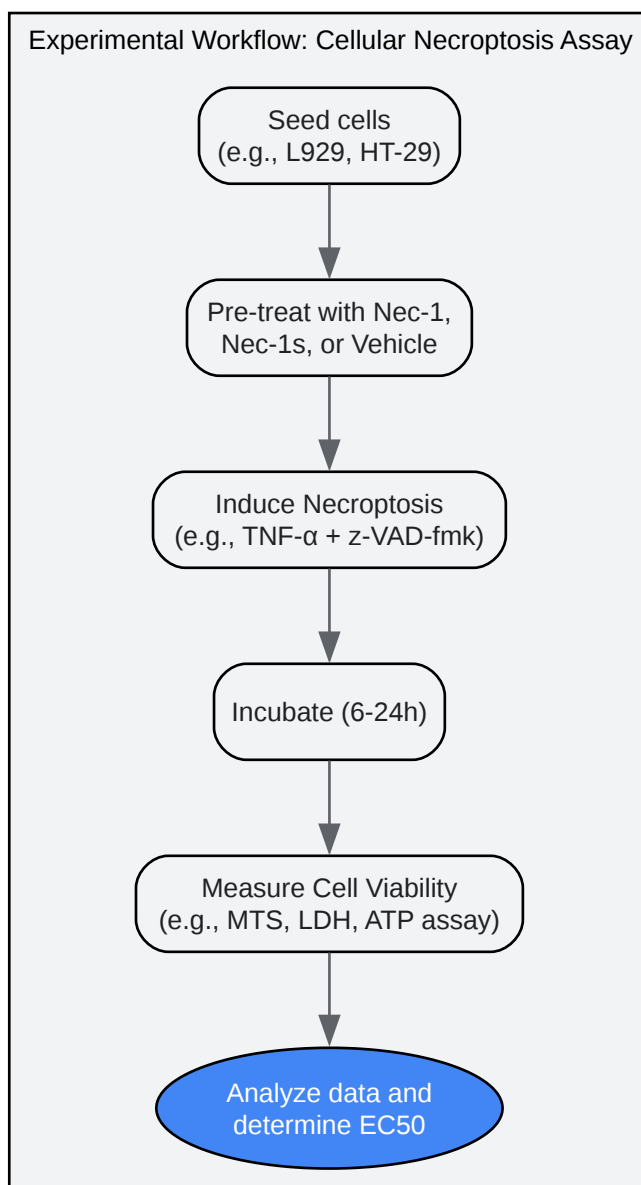 Experimental Workflow: Cellular Necroptosis Assay
Seed cells
(e.g., L929, HT-29)
Pre-treat with Nec-1,
Nec-1s, or Vehicle
Induce Necroptosis
(e.g., TNF-α + z-VAD-fmk)
Incubate (6-24h)
Measure Cell Viability
(e.g., MTS, LDH, ATP assay)
Analyze data and
determine EC50